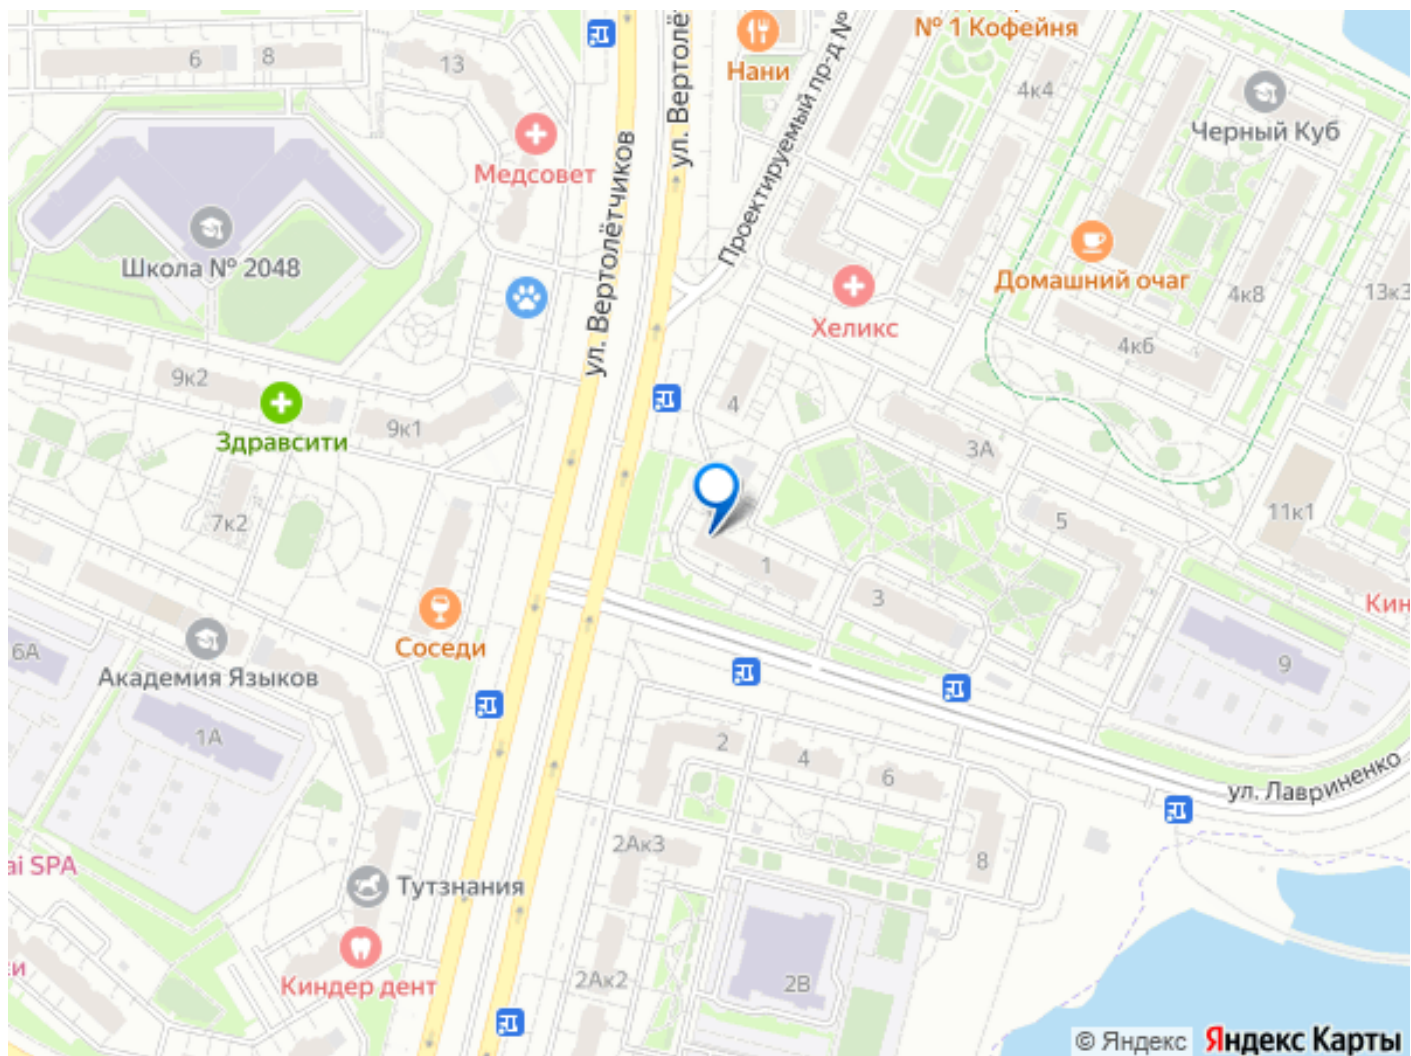 № 1 Кофейня
6
8
13
Нани
ул. Вертолё
Проектируемый пр-д №
4к4
Черный Куб
Медсовет
ул. Вертолётчиков
Школа № 2048
Домашний очаг
4к8
13к3
Хеликс
4к6
9к2
9к1
4
Здравсити
3А
7к2
5
11к1
1
3
Кин
Соседи
6А
Академия Языков
9
1А
2
4
6
ул. Лавриненко
2Ак3
8
ai SPA
Тутзнания
Киндер дент
2Ак2
2В
си
© Яндекс Яндекс Карты